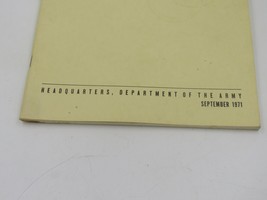 HEADQUARTERS, DEPARTMENT OF THE ARMY
SEPTEMBER 1971